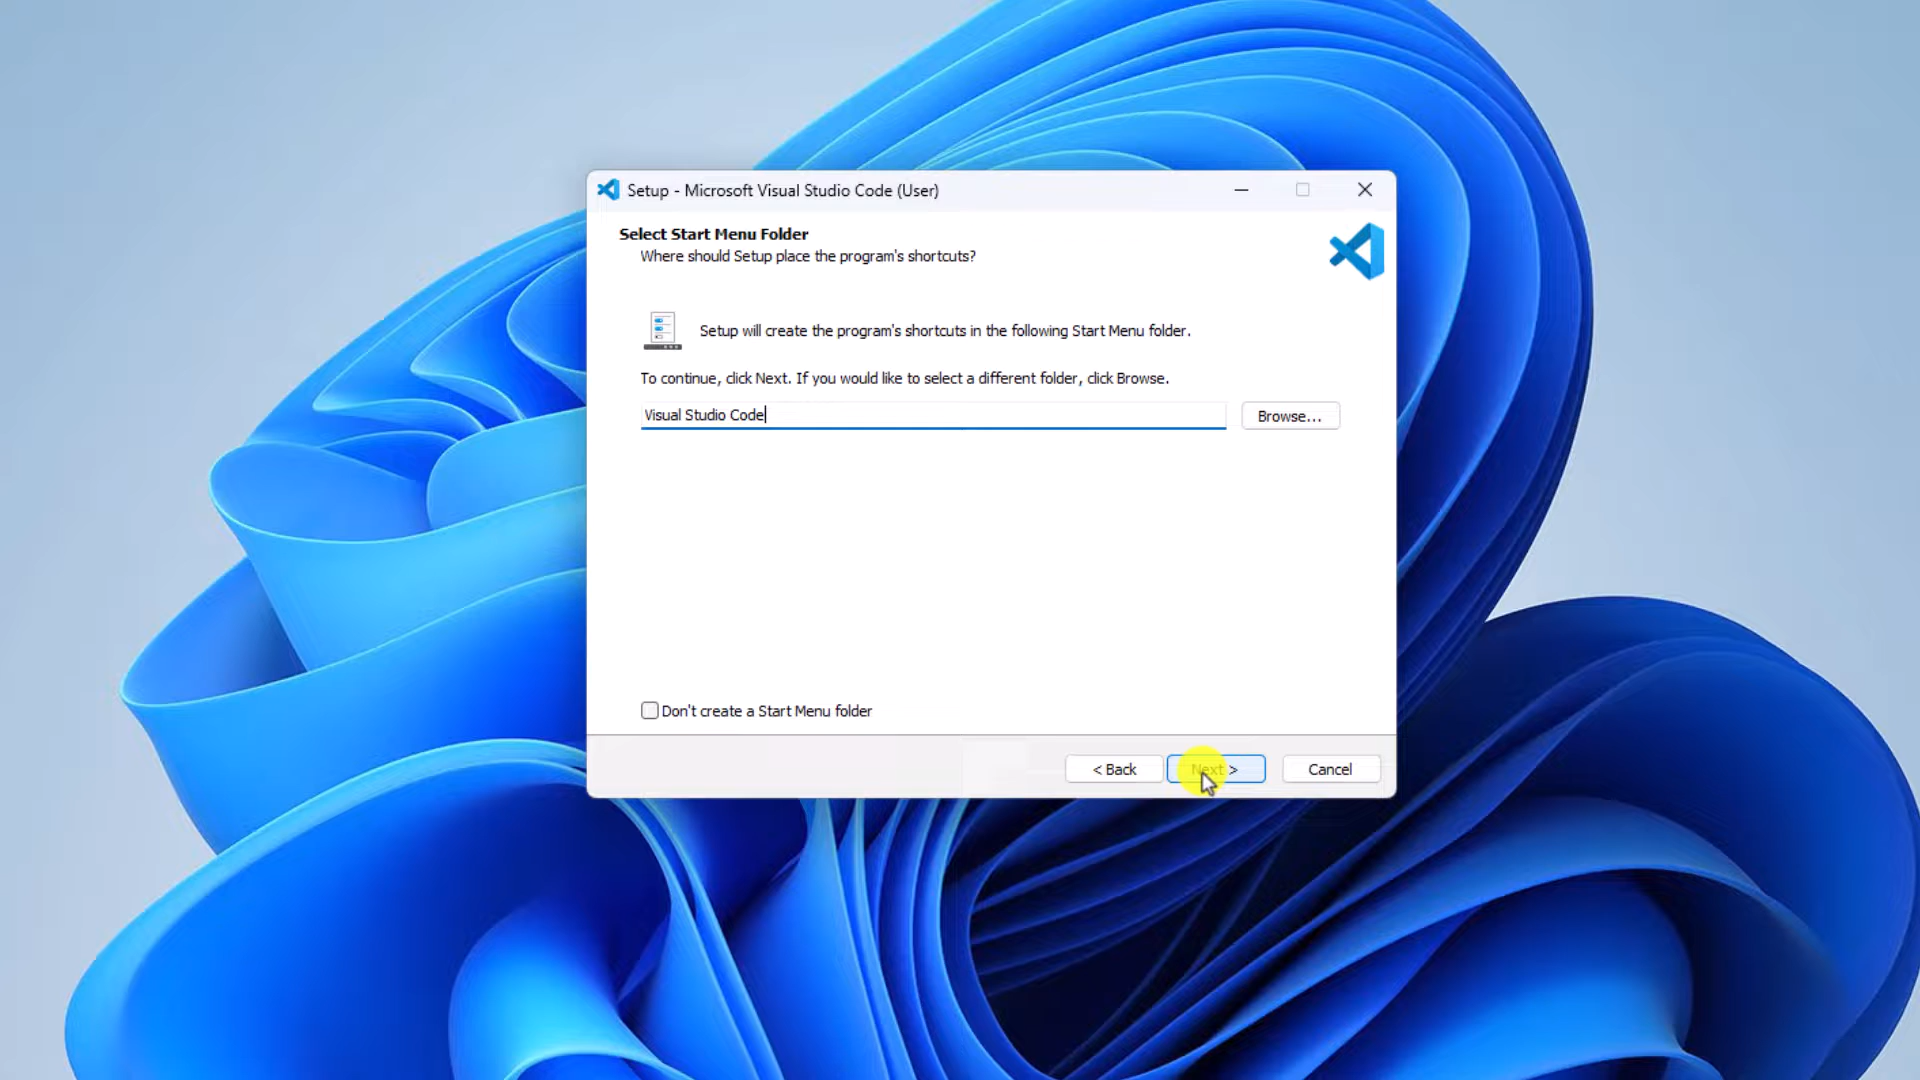 Setup - Microsoft Visual Studio Code (User)
Select Start Menu Folder
Where should Setup place the program's shortcuts?
Setup will create the program's shortcuts in the following Start Menu folder.
To continue, click Next. If you would like to select a different folder, click Browse.
Visual Studio Code
Browse...
Don't create a Start Menu folder
< Back
Next >
Cancel